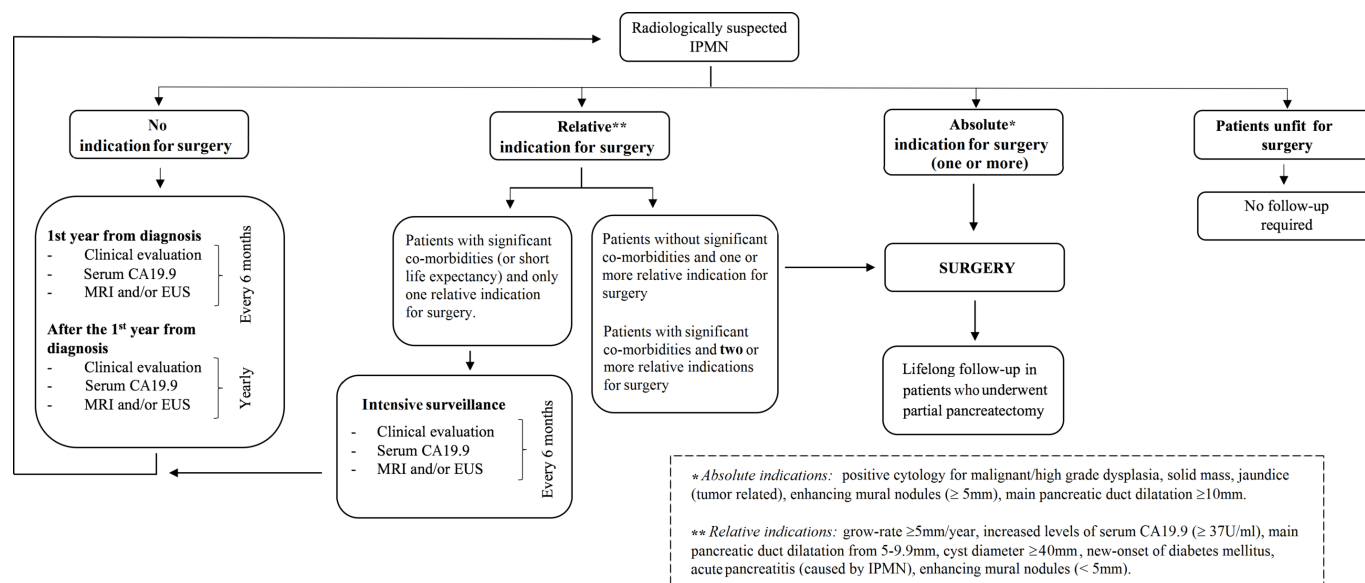 Radiologically suspected
IPMN
No
indication for surgery
Relative**
indication for surgery
Absolute*
indication for surgery
(one or more)
Patients unfit for
surgery
1st year from diagnosis
- Clinical evaluation
- Serum CA19.9
- MRI and/or EUS
Every 6 months
After the 1st year from
diagnosis
- Clinical evaluation
- Serum CA19.9
- MRI and/or EUS
Yearly
Patients with significant
co-morbidities (or short
life expectancy) and only
one relative indication
for surgery.
Patients without significant
co-morbidities and one or
more relative indication for
surgery
Patients with significant
co-morbidities and two or
more relative indications
for surgery
Intensive surveillance
- Clinical evaluation
- Serum CA19.9
- MRI and/or EUS
Every 6 months
SURGERY
Lifelong follow-up in
patients who underwent
partial pancreatectomy
No follow-up
required
* Absolute indications: positive cytology for malignant/high grade dysplasia, solid mass, jaundice
(tumor related), enhancing mural nodules (≥ 5mm), main pancreatic duct dilatation ≥10mm.
** Relative indications: grow-rate ≥5mm/year, increased levels of serum CA19.9 (≥ 37U/ml), main
pancreatic duct dilatation from 5-9.9mm, cyst diameter ≥40mm, new-onset of diabetes mellitus,
acute pancreatitis (caused by IPMN), enhancing mural nodules (< 5mm).